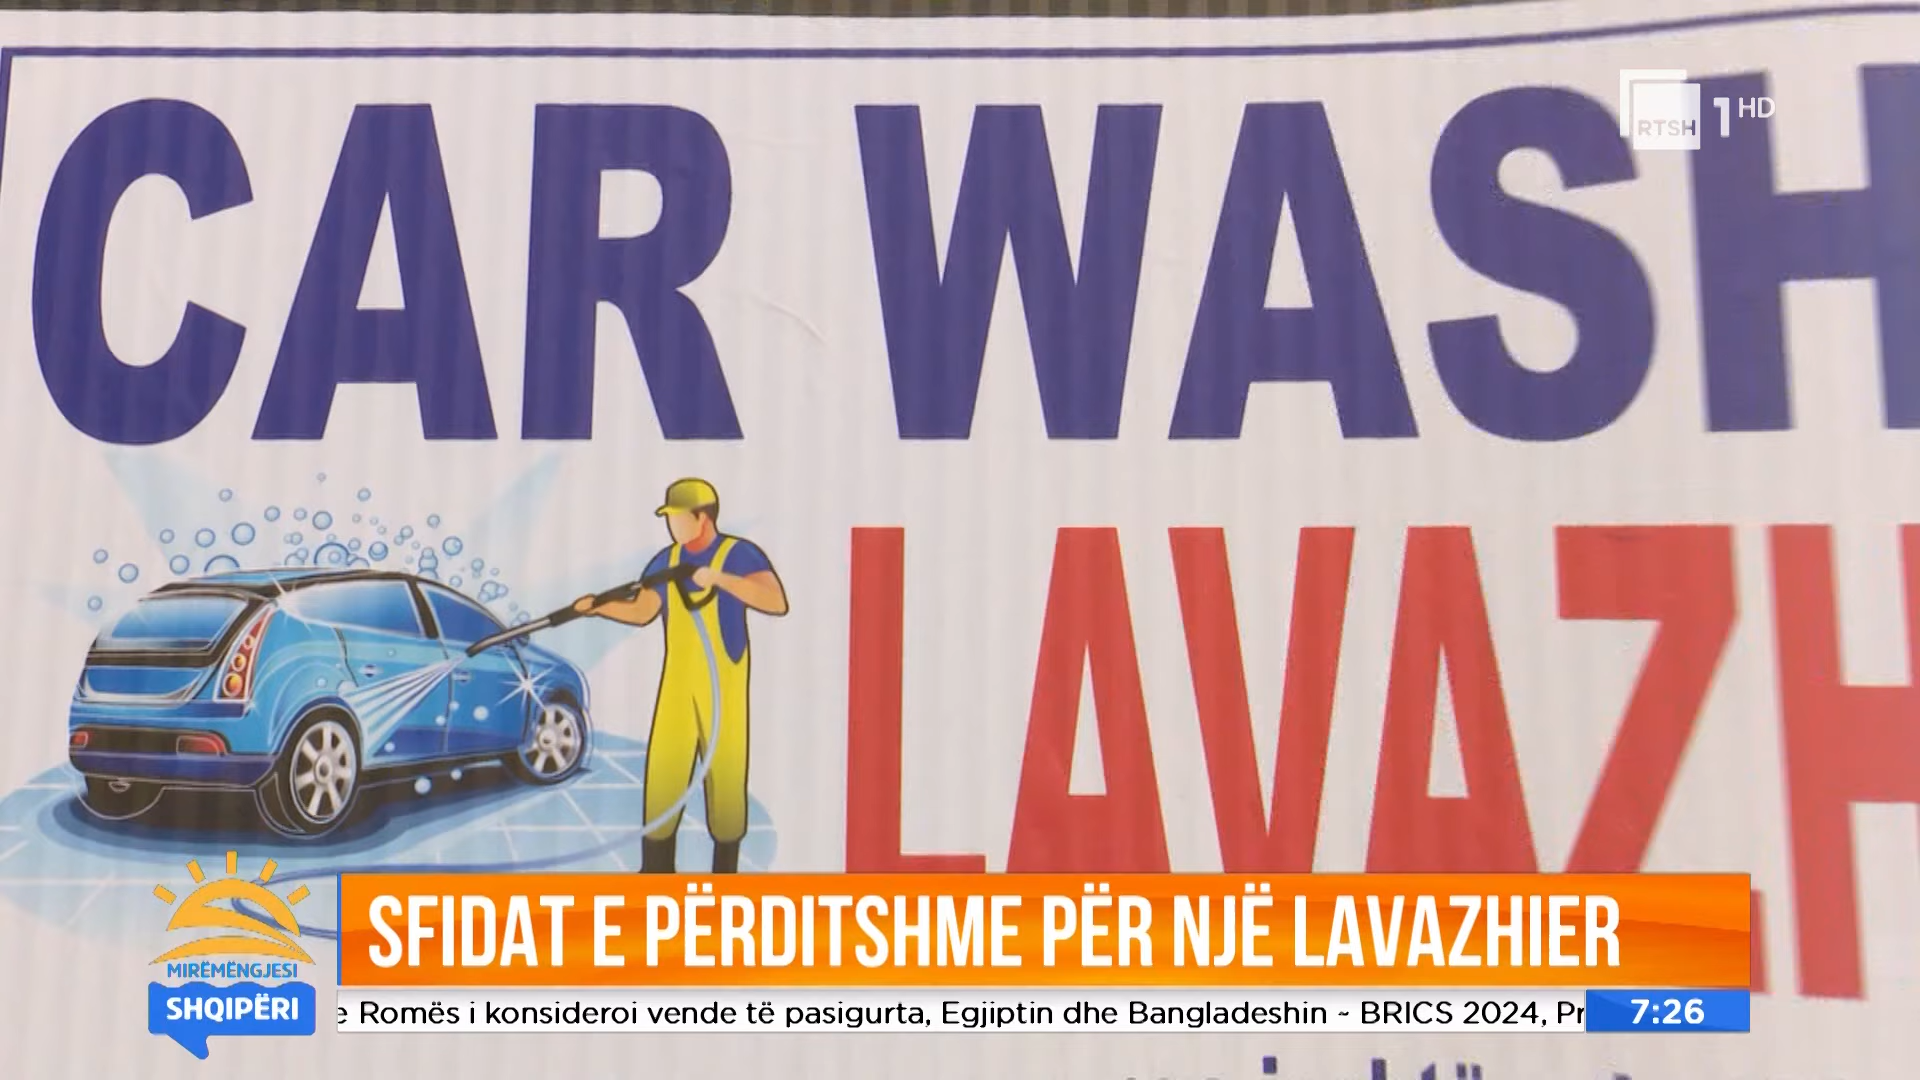 CAR WASH
RTSH 1 HD
LAVAZH
SFIDAT E PËRDITSHME PËR NJË LAVAZHIER
MIRËMËNGJESI
SHQIPËRI
e Romës i konsideroi vende të pasigurta, Egjiptin dhe Bangladeshin ~ BRICS 2024, Pr
7:26